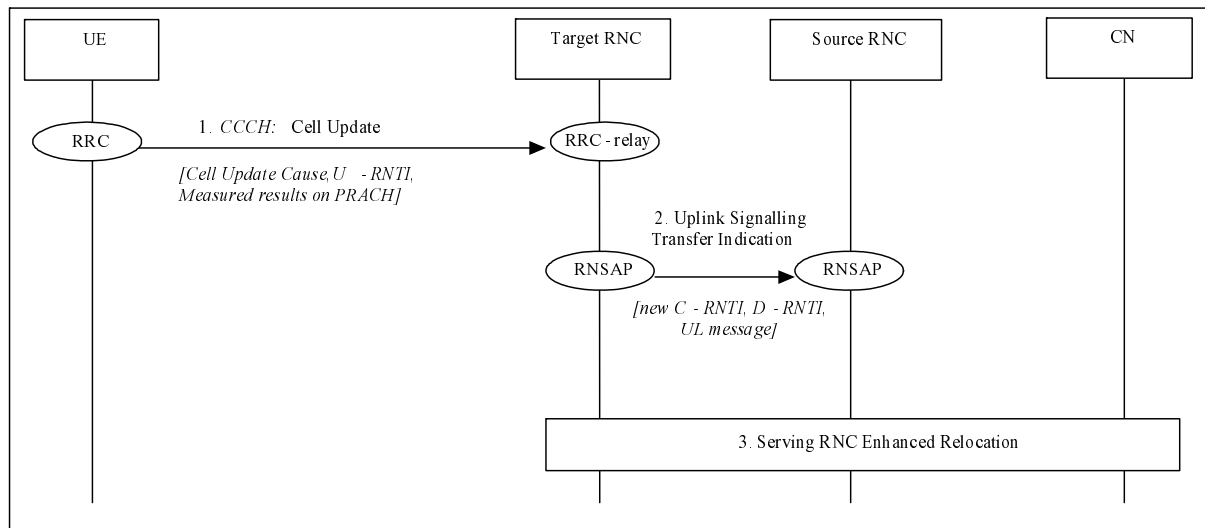 UE
Target RNC
Source RNC
CN
RRC
1. CCCH: Cell Update
RRC - relay
[Cell Update Cause, U - RNTI,
Measured results on PRACH]
2. Uplink Signalling
Transfer Indication
RNSAP
RNSAP
[new C - RNTI, D - RNTI,
UL message]
3. Serving RNC Enhanced Relocation